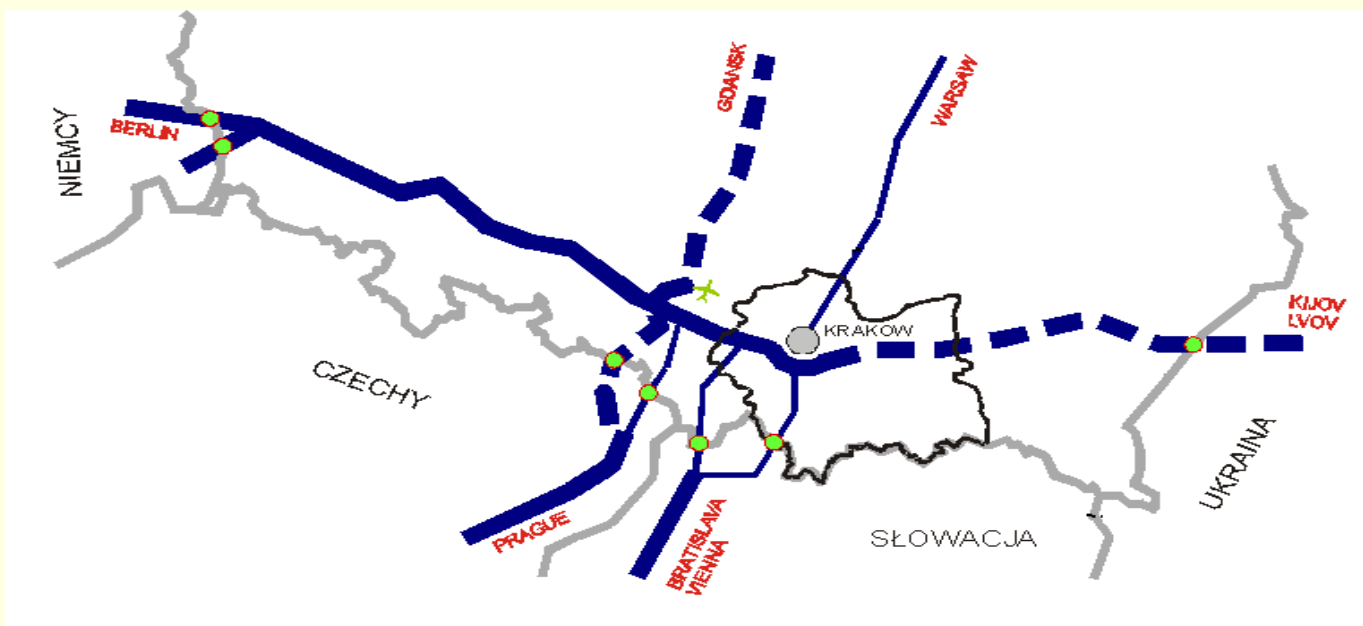 GDANSK
WARSAW
BERLIN
NIEMCY
KRAKOW
KIJOV
LVOV
CZECHY
UKRAINA
PRAGUE
BRATISLAVA
VIENNA
SŁOWACJA